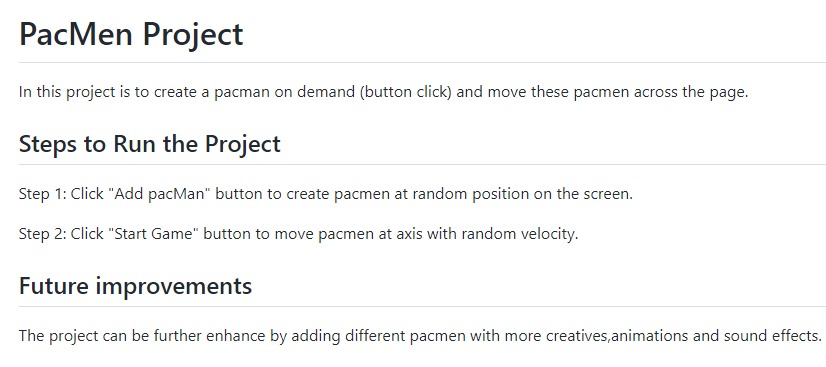 PacMen Project
In this project is to create a pacman on demand (button click) and move these pacmen across the page.
Steps to Run the Project
Step 1: Click "Add pacMan" button to create pacmen at random position on the screen.
Step 2: Click "Start Game" button to move pacmen at axis with random velocity.
Future improvements
The project can be further enhance by adding different pacmen with more creatives,animations and sound effects.